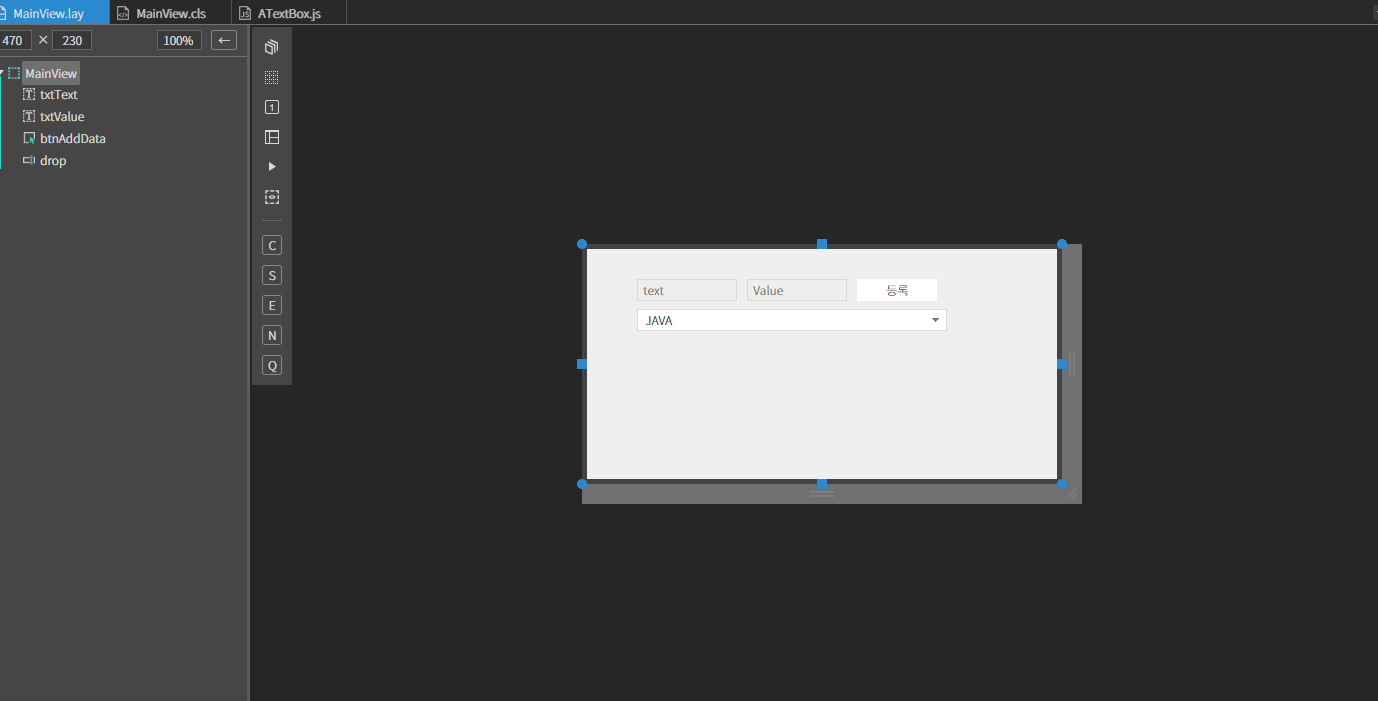 MainView.lay
MainView.cls
JS ATextBox.js
470 × 230 100% ←
MainView
txtText
txtValue
btnAddData
drop
1
C
S
E
N
Q
text Value 등록
JAVA